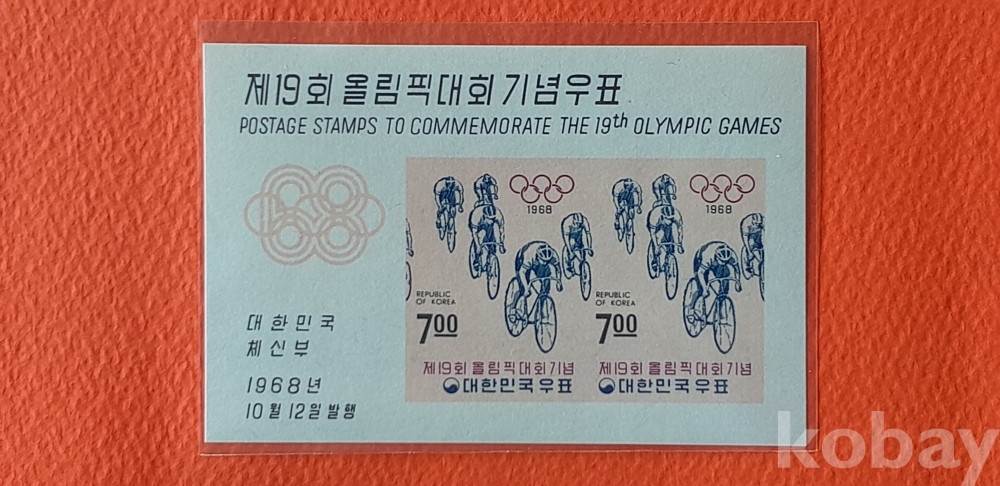 제19회 올림픽대회기념우표
POSTAGE STAMPS TO COMMEMORATE THE 19th OLYMPIC GAMES
68
대한민국
체신부
1968년
10월 12일 발행
1968
REPUBLIC
OF KOREA
700
제19회 올림픽대회기념
대한민국우표
1968
REPUBLIC
OF KOREA
700
제19회 올림픽대회기념
대한민국우표
kobay